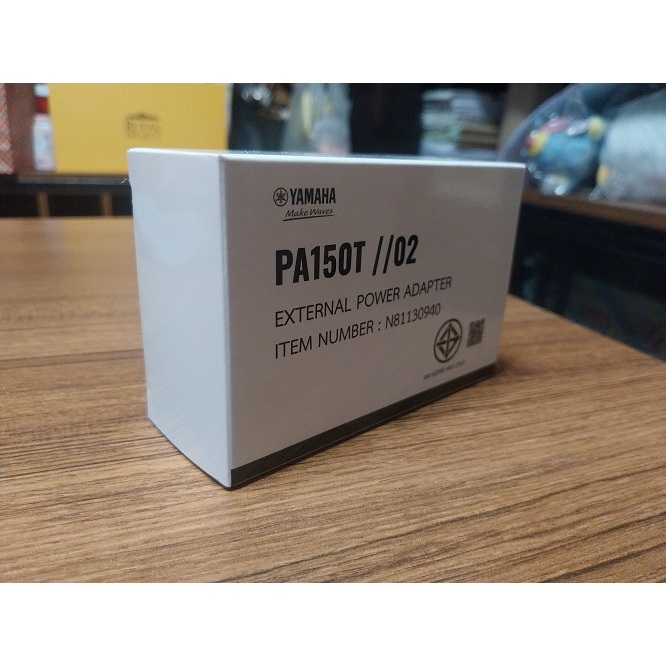 YAMAHA
Make Waves
PA150T //02
EXTERNAL POWER ADAPTER
ITEM NUMBER : N81130940